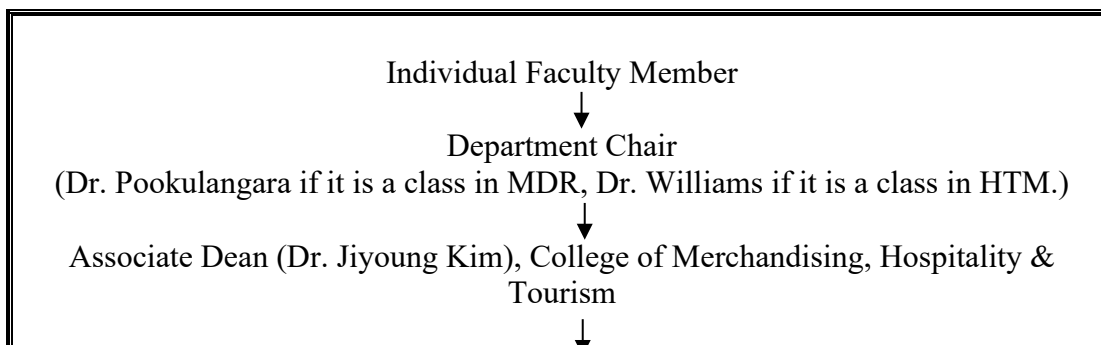 Individual Faculty Member
Department Chair
(Dr. Pookulangara if it is a class in MDR, Dr. Williams if it is a class in HTM.)
Associate Dean (Dr. Jiyoung Kim), College of Merchandising, Hospitality &
Tourism